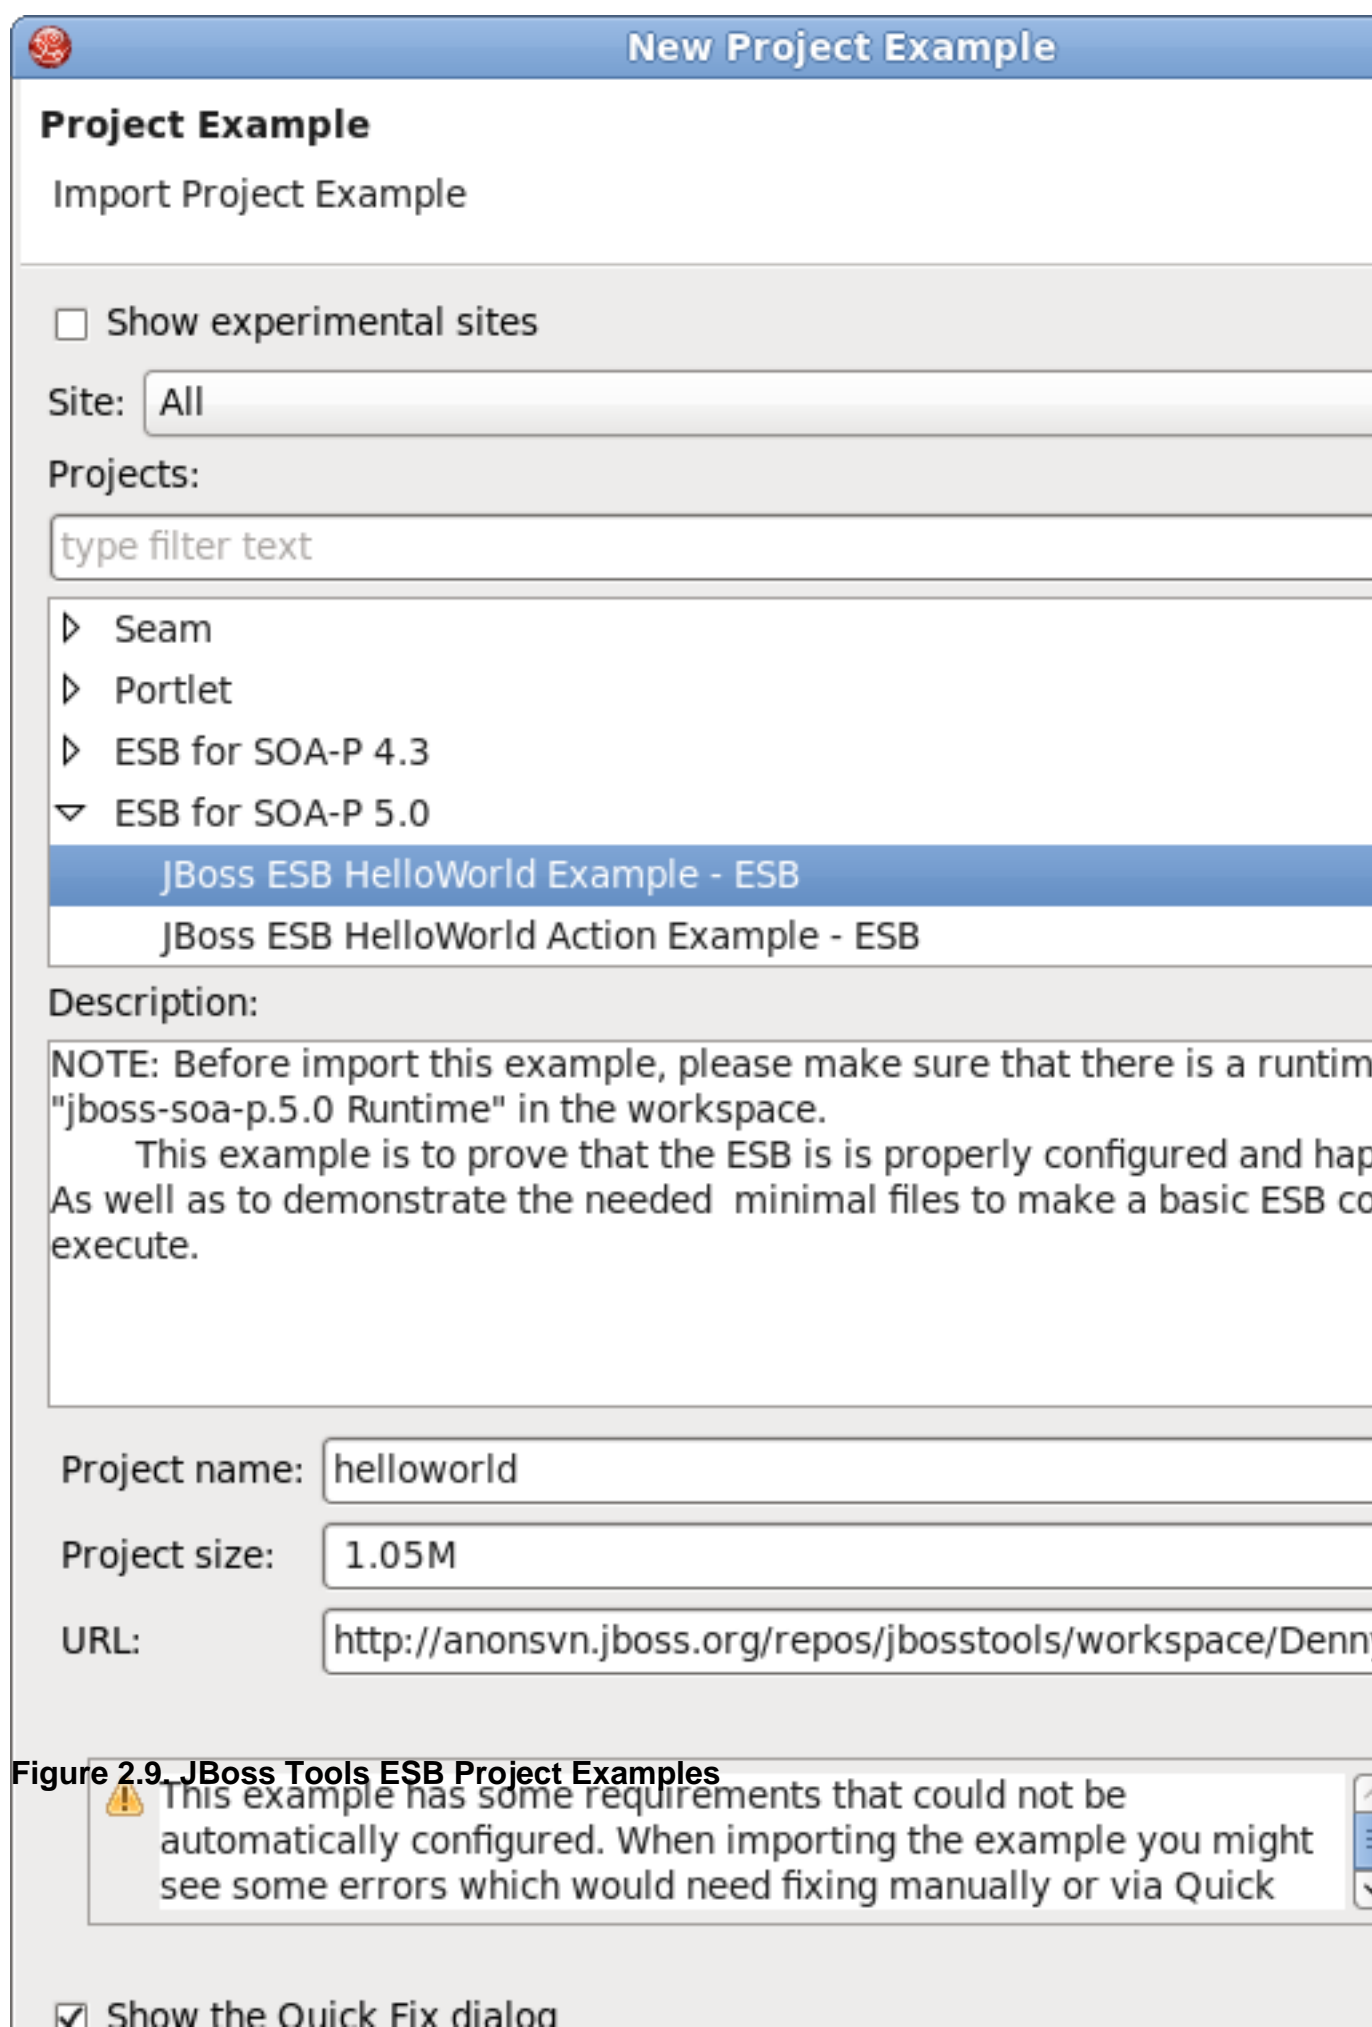 New Project Example
Project Example
Import Project Example
Show experimental sites
Site: All
Projects:
type filter text
Seam
Portlet
ESB for SOA-P 4.3
ESB for SOA-P 5.0
JBoss ESB HelloWorld Example - ESB
JBoss ESB HelloWorld Action Example - ESB
Description:
NOTE: Before import this example, please make sure that there is a runtim
"jboss-soa-p.5.0 Runtime" in the workspace.
This example is to prove that the ESB is is properly configured and hap
As well as to demonstrate the needed  minimal files to make a basic ESB co
execute.
Project name: helloworld
Project size: 1.05M
URL: http://anonsvn.jboss.org/repos/jbosstools/workspace/Denny
Figure 2.9. JBoss Tools ESB Project Examples
This example has some requirements that could not be
automatically configured. When importing the example you might
see some errors which would need fixing manually or via Quick
Show the Quick Fix dialog